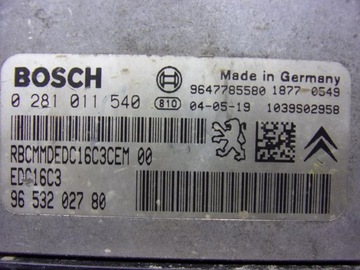 BOSCH
Made in Germany
9647785580 1877 0549
0 281 011 540 810 04-05-19 1039S02958
RBCMMDEDC16C3CEM 00
EDC16C3
96 532 027 80